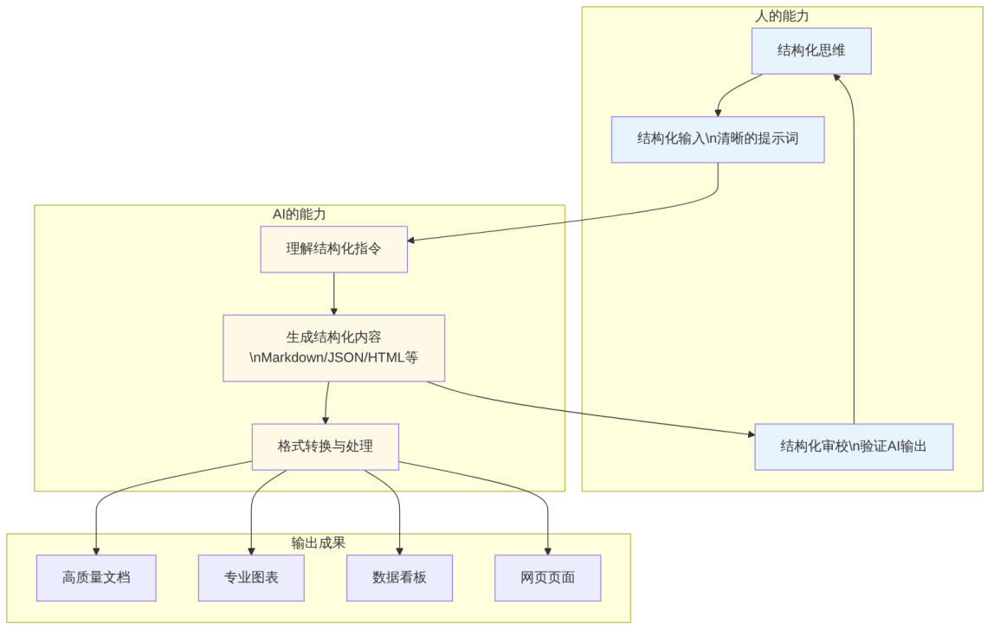 人的能力
结构化思维
结构化输入\n清晰的提示词
AI的能力
理解结构化指令
生成结构化内容
\nMarkdown/JSON/HTML等
格式转换与处理
结构化审校\n验证AI输出
输出成果
高质量文档
专业图表
数据看板
网页页面